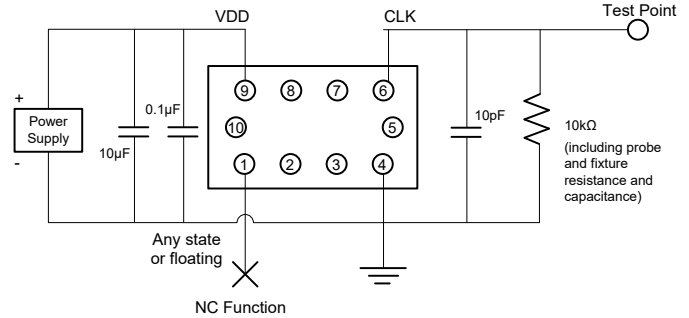 VDD
CLK
Test Point
+
Power
Supply
-
10µF
0.1µF
9
8
7
6
10
5
1
2
3
4
10pF
10kΩ
(including probe
and fixture
resistance and
capacitance)
Any state
or floating
NC Function